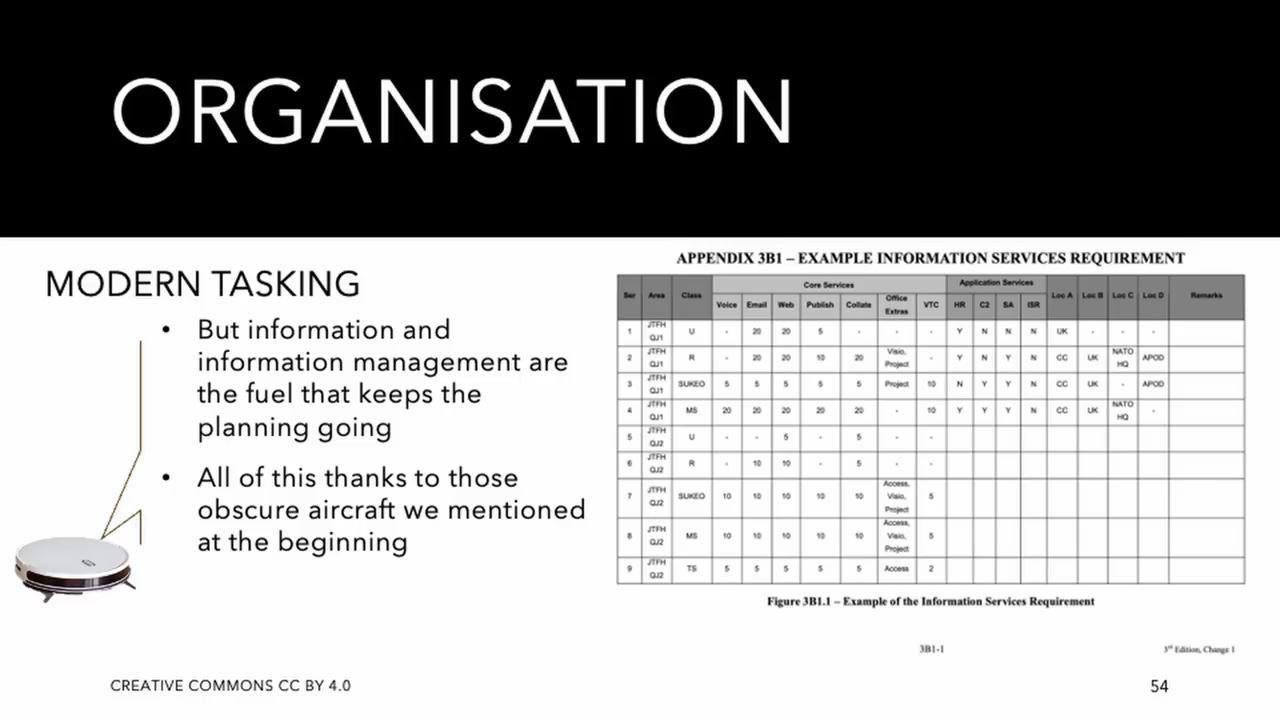 ORGANISATION
MODERN TASKING
• But information and
information management are
the fuel that keeps the
planning going
• All of this thanks to those
obscure aircraft we mentioned
at the beginning
APPENDIX 3B1 – EXAMPLE INFORMATION SERVICES REQUIREMENT
Ser Area Class Core Services Application Services Loc A Loc B Loc C Loc D Remarks
Voice Email Web Publish Collate Office Extras VTC HR C2 SA ISR
1 JTFH QJ1 U - 20 20 5 - - - Y N N N UK - - -
2 JTFH QJ1 R - 20 20 10 20 Visio, Project - Y N Y N CC UK NATO HQ APOD
3 JTFH QJ1 SUKEO 5 5 5 5 5 Project 10 N Y Y N CC UK - APOD
4 JTFH QJ1 MS 20 20 20 20 20 - 10 Y Y Y N CC UK NATO HQ -
5 JTFH QJ2 U - - 5 - 5 - -
6 JTFH QJ2 R - 10 10 - 5 - -
7 JTFH QJ2 SUKEO 10 10 10 10 10 Access, Visio, Project 5
8 JTFH QJ2 MS 10 10 10 10 10 Access, Visio, Project 5
9 JTFH QJ2 TS 5 5 5 5 5 Access 2
Figure 3B1.1 – Example of the Information Services Requirement
3B1-1
3rd Edition, Change 1
CREATIVE COMMONS CC BY 4.0
54